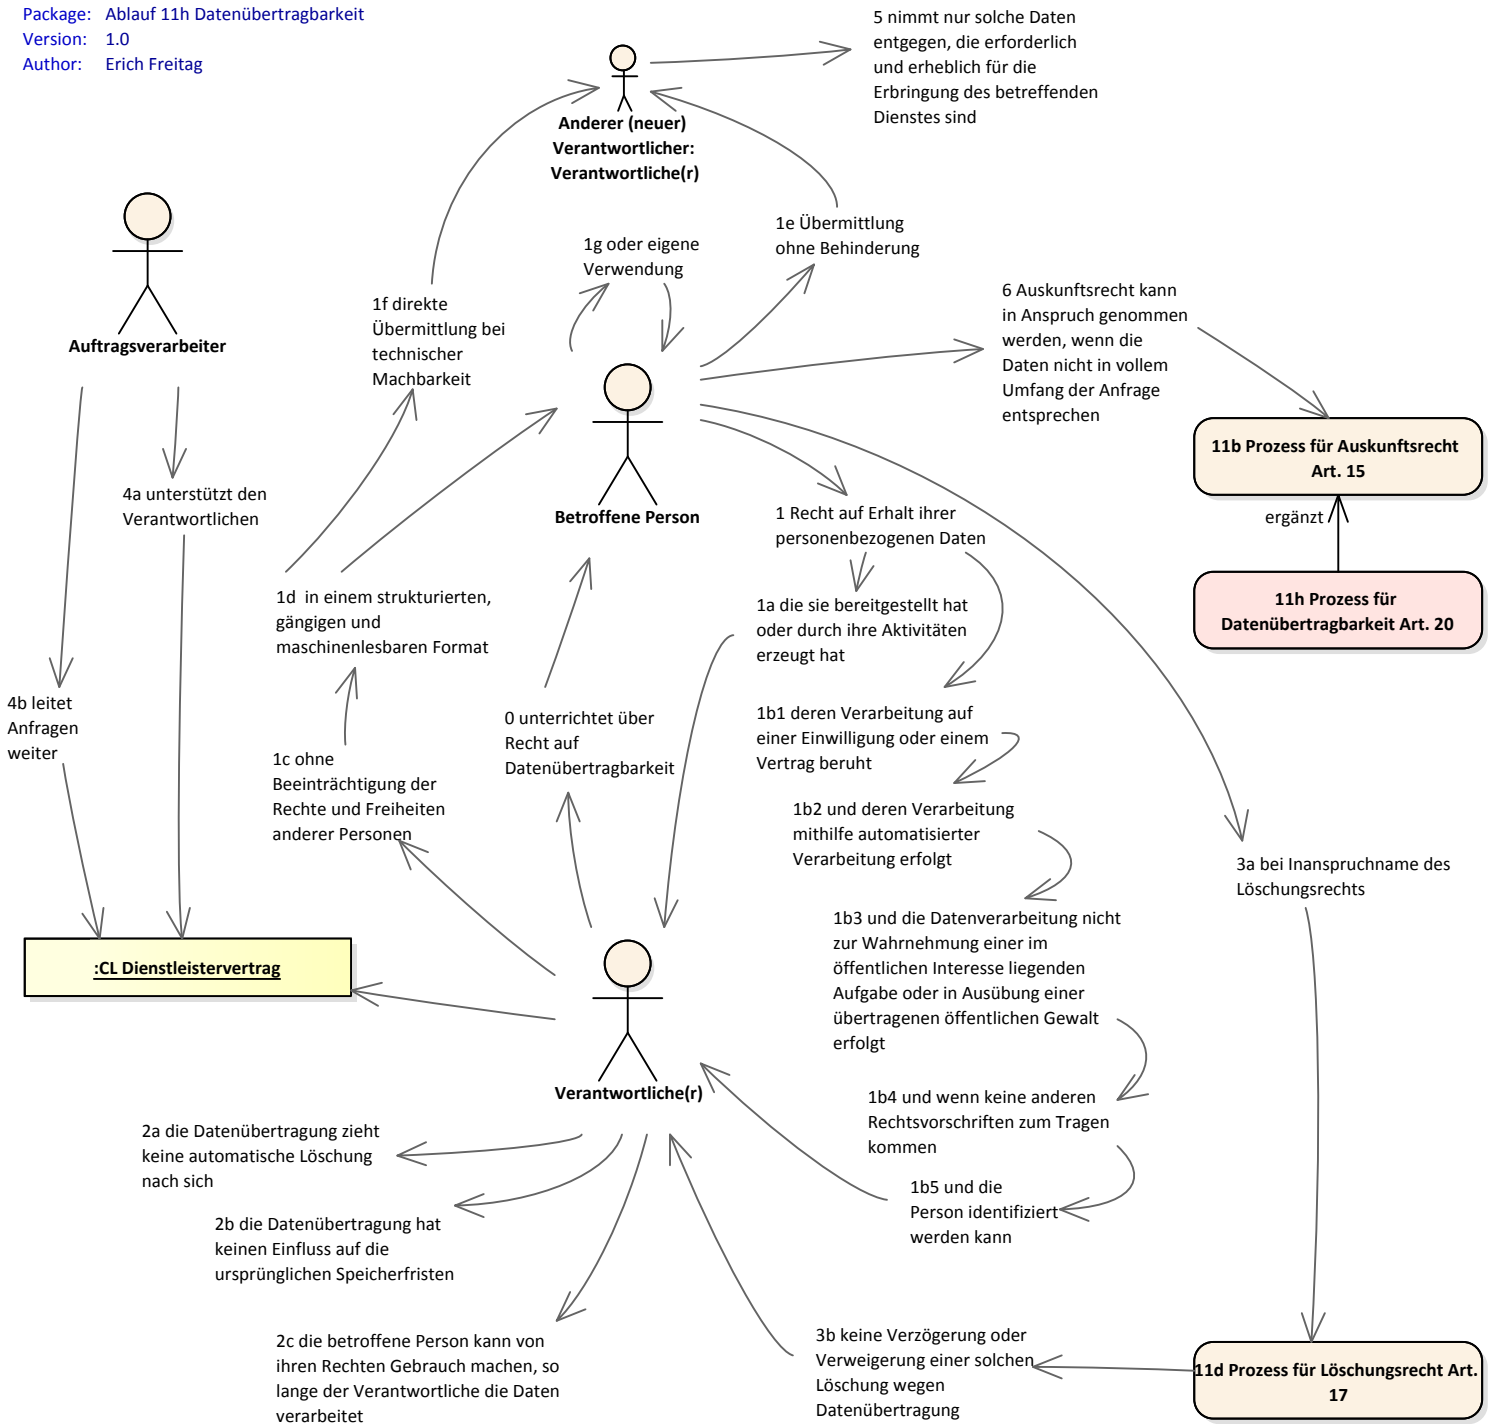 Package: Ablauf 11h Datenübertragbarkeit
Version: 1.0
Author: Erich Freitag
5 nimmt nur solche Daten
entgegen, die erforderlich
und erheblich für die
Erbringung des betreffenden
Dienstes sind
Anderer (neuer)
Verantwortlicher:
Verantwortliche(r)
Auftragsverarbeiter
1g oder eigene
Verwendung
1e Übermittlung
ohne Behinderung
1f direkte
Übermittlung bei
technischer
Machbarkeit
6 Auskunftsrecht kann
in Anspruch genommen
werden, wenn die
Daten nicht in vollem
Umfang der Anfrage
entsprechen
11b Prozess für Auskunftsrecht
Art. 15
ergänzt
11h Prozess für
Datenübertragbarkeit Art. 20
4a unterstützt den
Verantwortlichen
Betroffene Person
1 Recht auf Erhalt ihrer
personenbezogenen Daten
1d in einem strukturierten,
gängigen und
maschinenlesbaren Format
1a die sie bereitgestellt hat
oder durch ihre Aktivitäten
erzeugt hat
4b leitet
Anfragen
weiter
0 unterrichtet über
Recht auf
Datenübertragbarkeit
1b1 deren Verarbeitung auf
einer Einwilligung oder einem
Vertrag beruht
1c ohne
Beeinträchtigung der
Rechte und Freiheiten
anderer Personen
1b2 und deren Verarbeitung
mithilfe automatisierter
Verarbeitung erfolgt
3a bei Inanspruchname des
Löschungsrechts
1b3 und die Datenverarbeitung nicht
zur Wahrnehmung einer im
öffentlichen Interesse liegenden
Aufgabe oder in Ausübung einer
übertragenen öffentlichen Gewalt
erfolgt
:CL Dienstleistervertrag
Verantwortliche(r)
1b4 und wenn keine anderen
Rechtsvorschriften zum Tragen
kommen
2a die Datenübertragung zieht
keine automatische Löschung
nach sich
1b5 und die
Person identifiziert
werden kann
2b die Datenübertragung hat
keinen Einfluss auf die
ursprünglichen Speicherfristen
2c die betroffene Person kann von
ihren Rechten Gebrauch machen, so
lange der Verantwortliche die Daten
verarbeitet
3b keine Verzögerung oder
Verweigerung einer solchen
Löschung wegen
Datenübertragung
11d Prozess für Löschungsrecht Art.
17